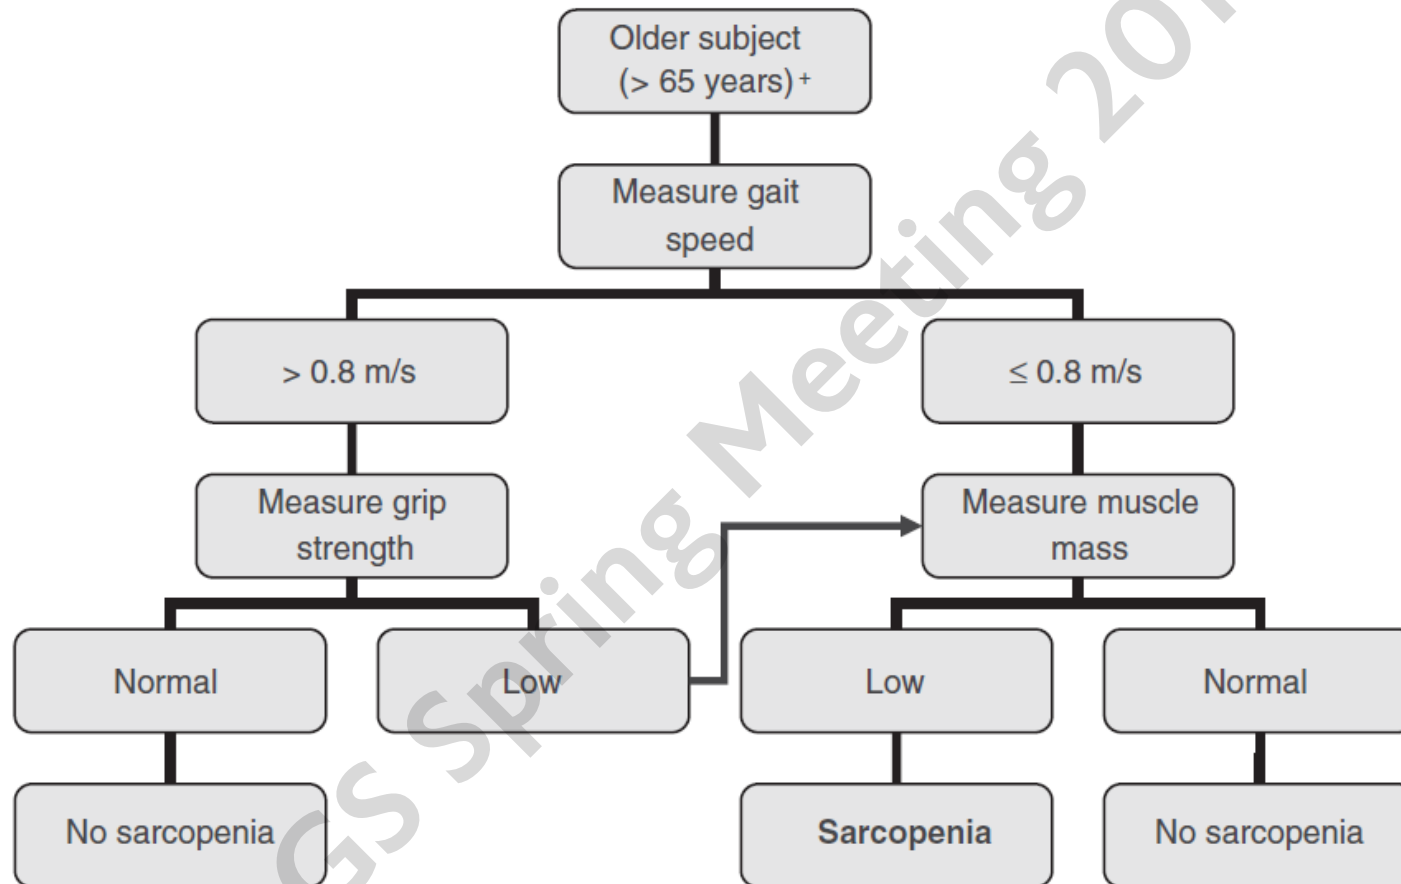 Older subject
(> 65 years) +
Measure gait
speed
> 0.8 m/s
≤ 0.8 m/s
Measure grip
strength
Measure muscle
mass
Normal
Low
Low
Normal
No sarcopenia
Sarcopenia
No sarcopenia
GS Spring Meeting 201